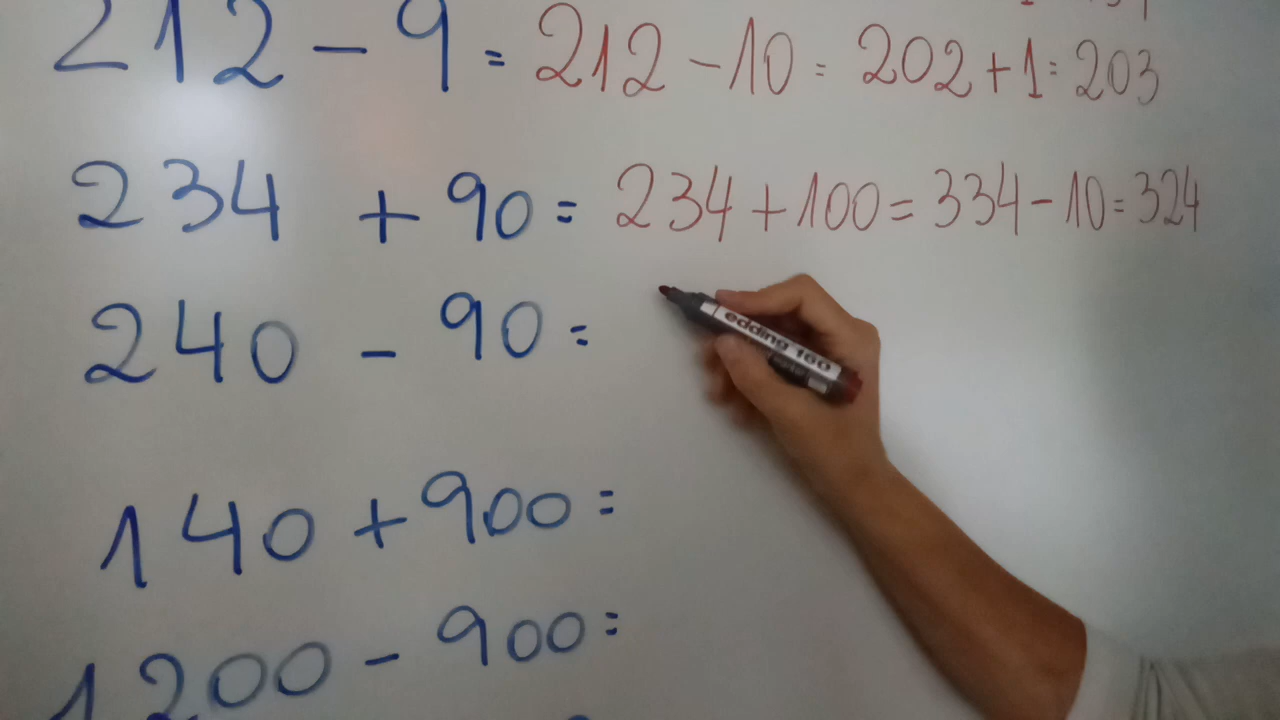 212 - 9 = 212 - 10 = 202 + 1 = 203
234 + 90 = 234 + 100 = 334 - 10 = 324
240 - 90 =
edding 160
140 + 900 =
1200 - 900 =